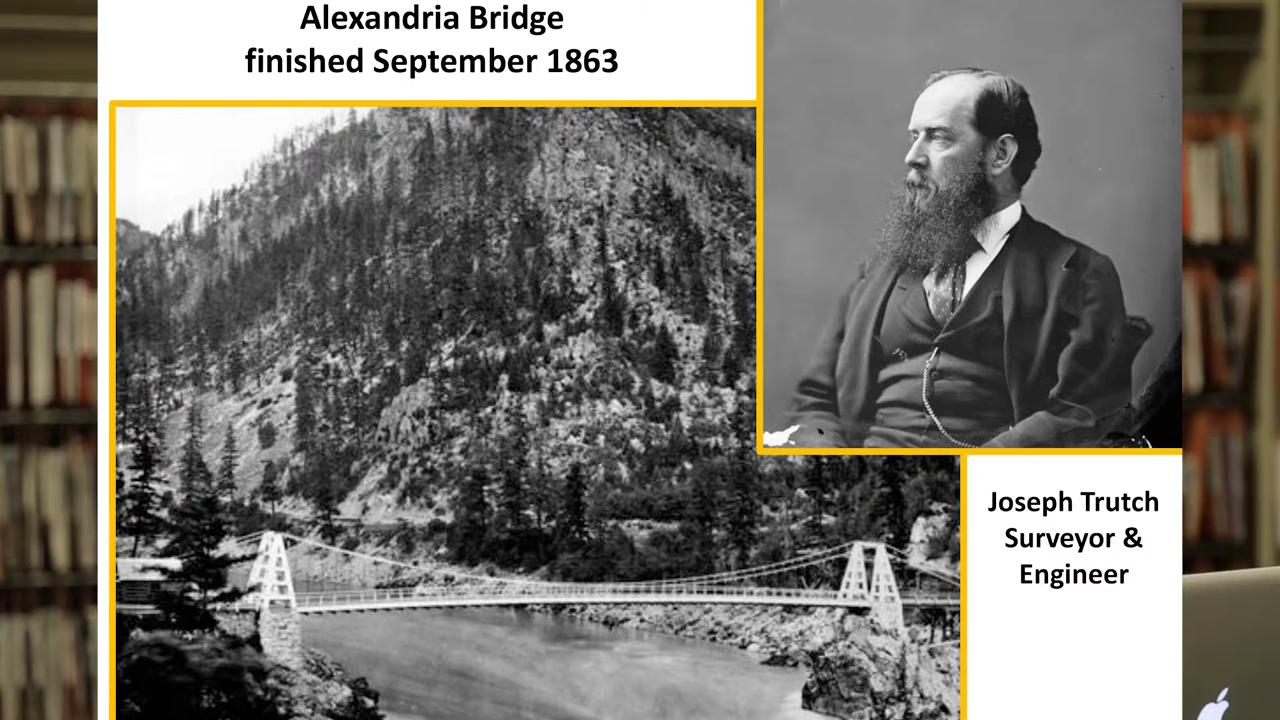 Alexandria Bridge
finished September 1863
Joseph Trutch
Surveyor &
Engineer